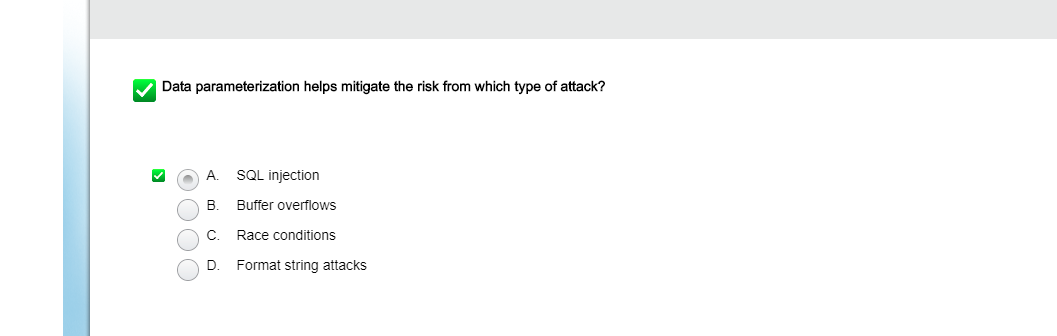 Data parameterization helps mitigate the risk from which type of attack?
A. SQL injection
B. Buffer overflows
C. Race conditions
D. Format string attacks